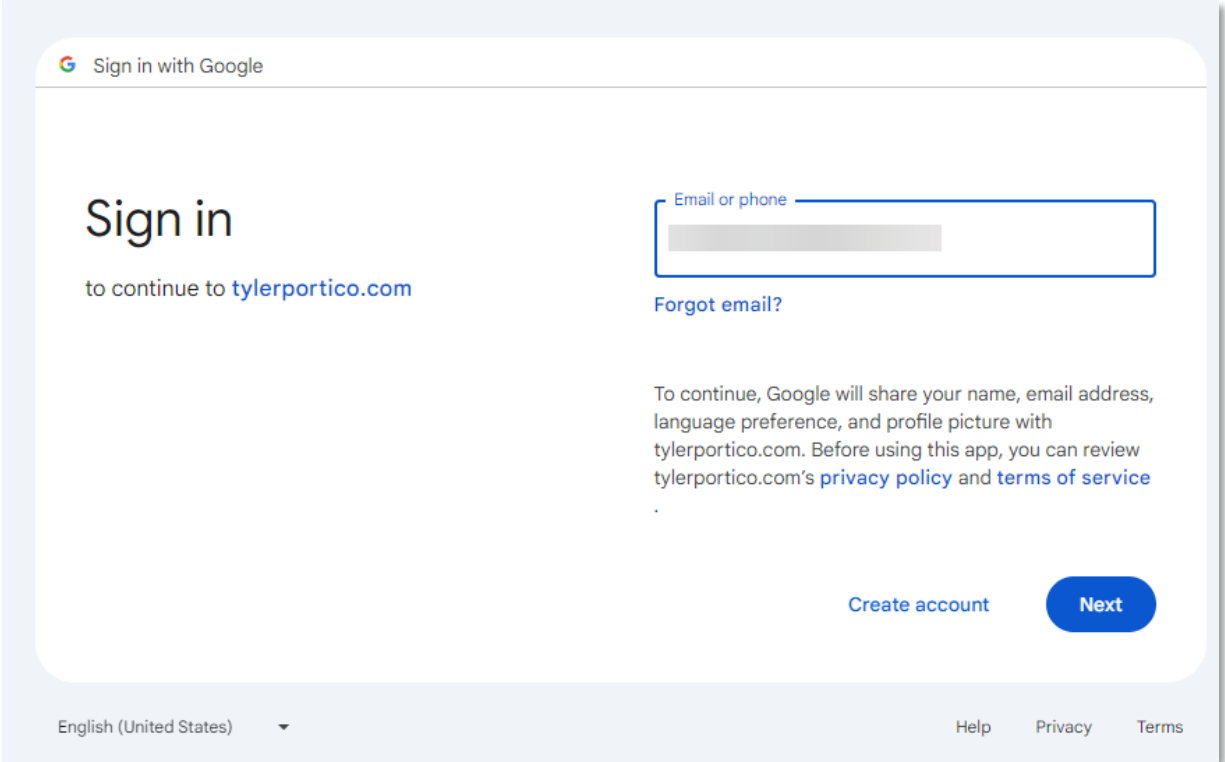 Sign in with Google
Sign in
to continue to tylerportico.com
Email or phone
Forgot email?
To continue, Google will share your name, email address,
language preference, and profile picture with
tylerportico.com. Before using this app, you can review
tylerportico.com’s privacy policy and terms of service
.
Create account
Next
English (United States)
Help
Privacy
Terms